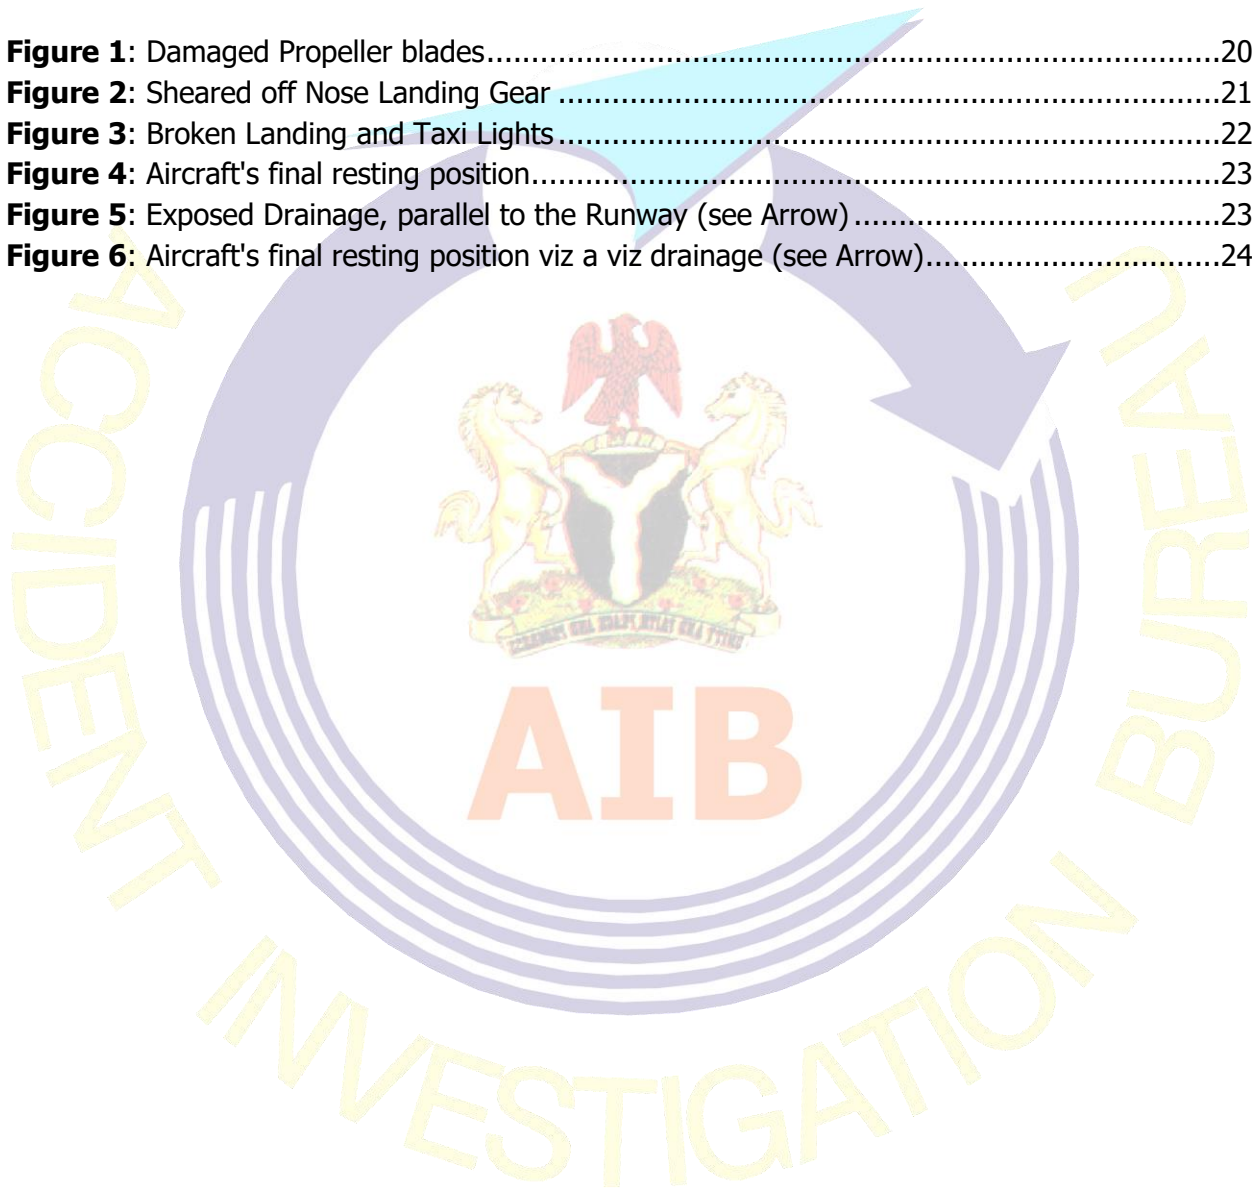 Figure 1: Damaged Propeller blades..........................................................................................20
Figure 2: Sheared off Nose Landing Gear .................................................................................21
Figure 3: Broken Landing and Taxi Lights .................................................................................22
Figure 4: Aircraft's final resting position.....................................................................................23
Figure 5: Exposed Drainage, parallel to the Runway (see Arrow) ..............................................23
Figure 6: Aircraft's final resting position viz a viz drainage (see Arrow)....................................24
ACCIDENT INVESTIGATION BUREAU
AIB